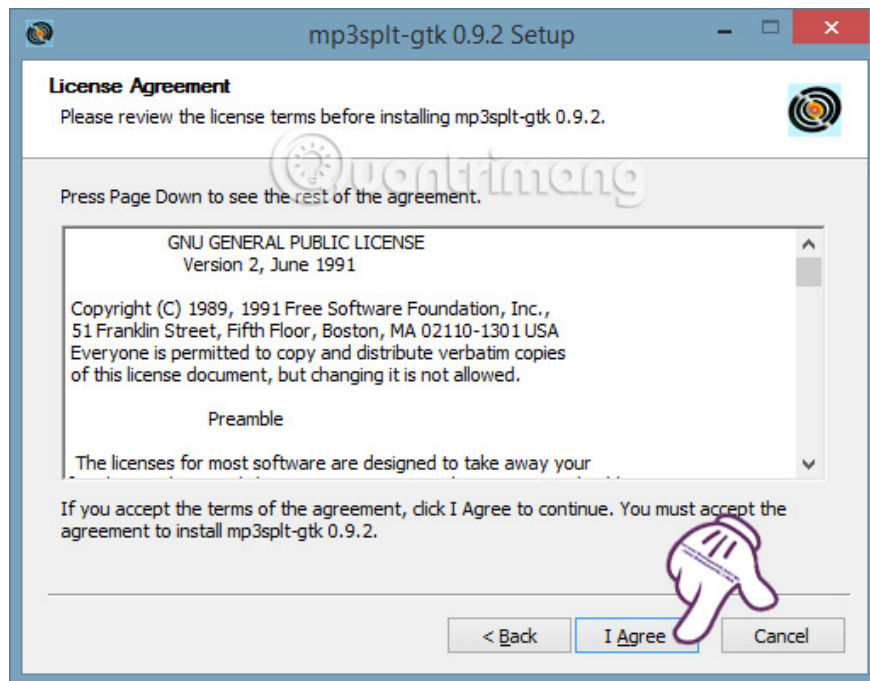 mp3splt-gtk 0.9.2 Setup
License Agreement
Please review the license terms before installing mp3splt-gtk 0.9.2.
Quantrimang
Press Page Down to see the rest of the agreement.
GNU GENERAL PUBLIC LICENSE
Version 2, June 1991
Copyright (C) 1989, 1991 Free Software Foundation, Inc.,
51 Franklin Street, Fifth Floor, Boston, MA 02110-1301 USA
Everyone is permitted to copy and distribute verbatim copies
of this license document, but changing it is not allowed.
Preamble
The licenses for most software are designed to take away your
If you accept the terms of the agreement, click I Agree to continue. You must accept the
agreement to install mp3splt-gtk 0.9.2.
< Back
I Agree
Cancel